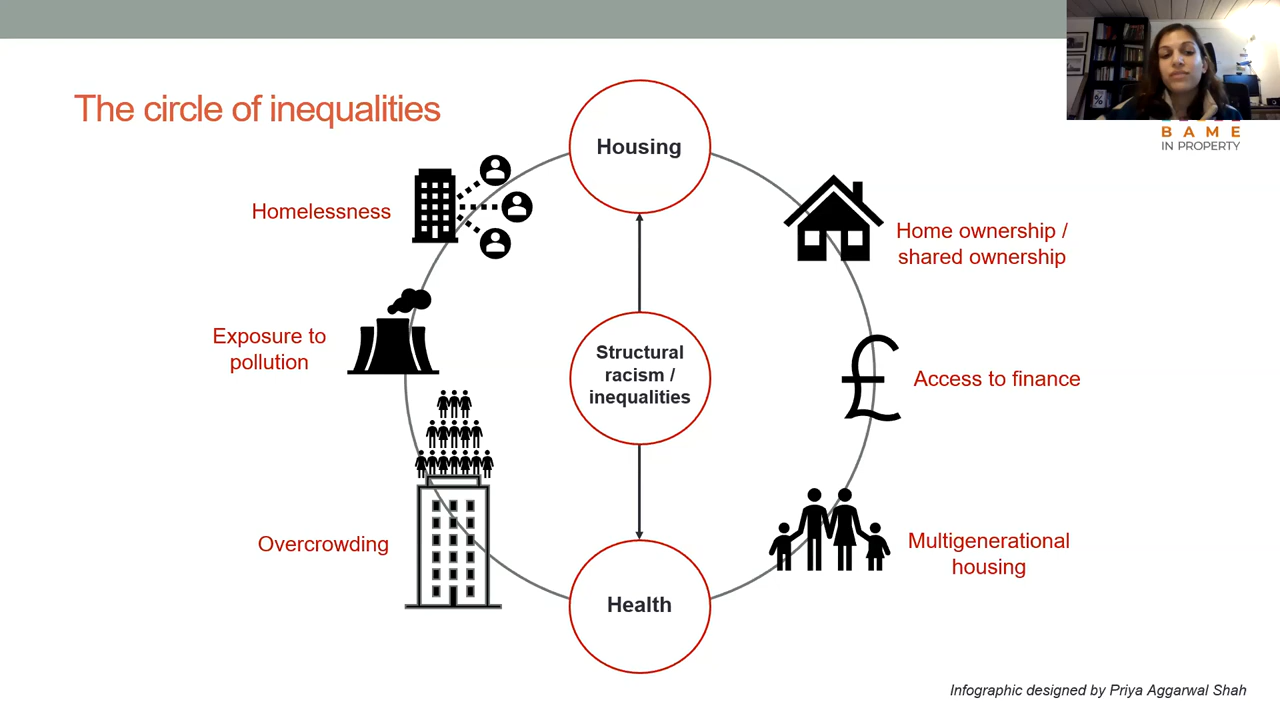 The circle of inequalities
BAME
IN PROPERTY
Housing
Homelessness
Home ownership /
shared ownership
Exposure to
pollution
Structural
racism /
inequalities
Access to finance
Overcrowding
Multigenerational
housing
Health
Infographic designed by Priya Aggarwal Shah
%
£